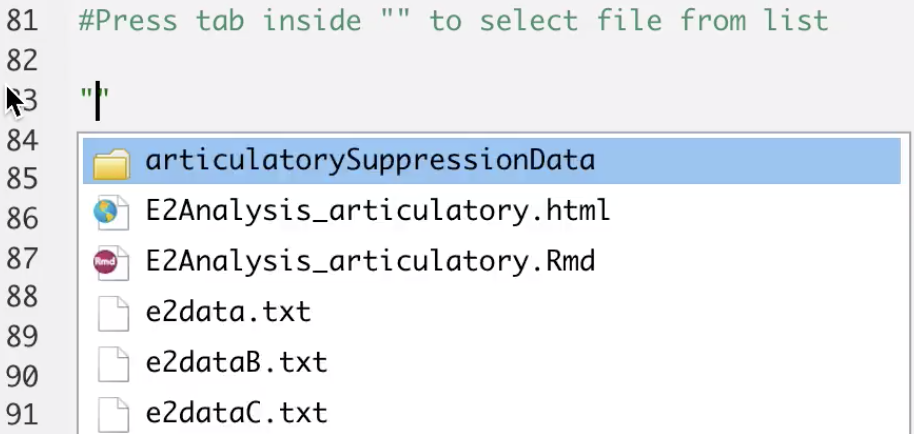 81 #Press tab inside "" to select file from list
82
83 ""
84
articulatorySuppressionData
85
86 E2Analysis_articulatory.html
87 E2Analysis_articulatory.Rmd
Rmd
88 e2data.txt
89
90 e2dataB.txt
91 e2dataC.txt